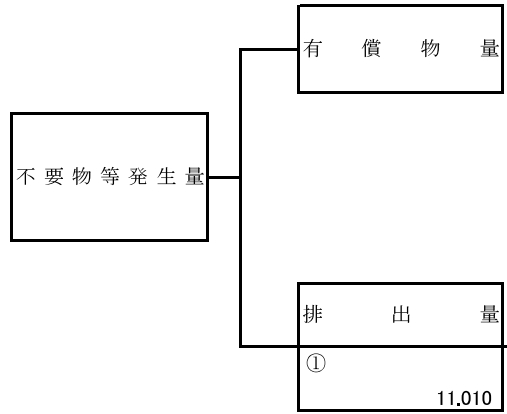 有償物量
不要物等発生量
排出量
①
11.010